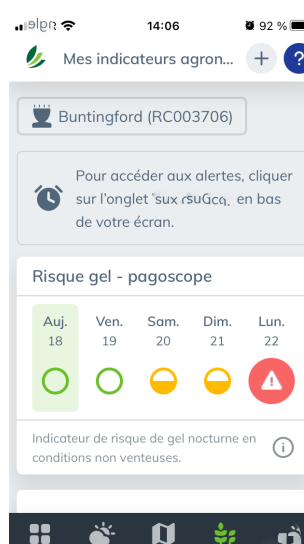 14:06
92 %
Mes indicateurs agron...
Buntingford (RC003706)
Pour accéder aux alertes, cliquer
sur l'onglet en bas
de votre écran.
Risque gel - pagoscope
Auj. Ven. Sam. Dim. Lun.
18 19 20 21 22
Indicateur de risque de gel nocturne en
conditions non venteuses.